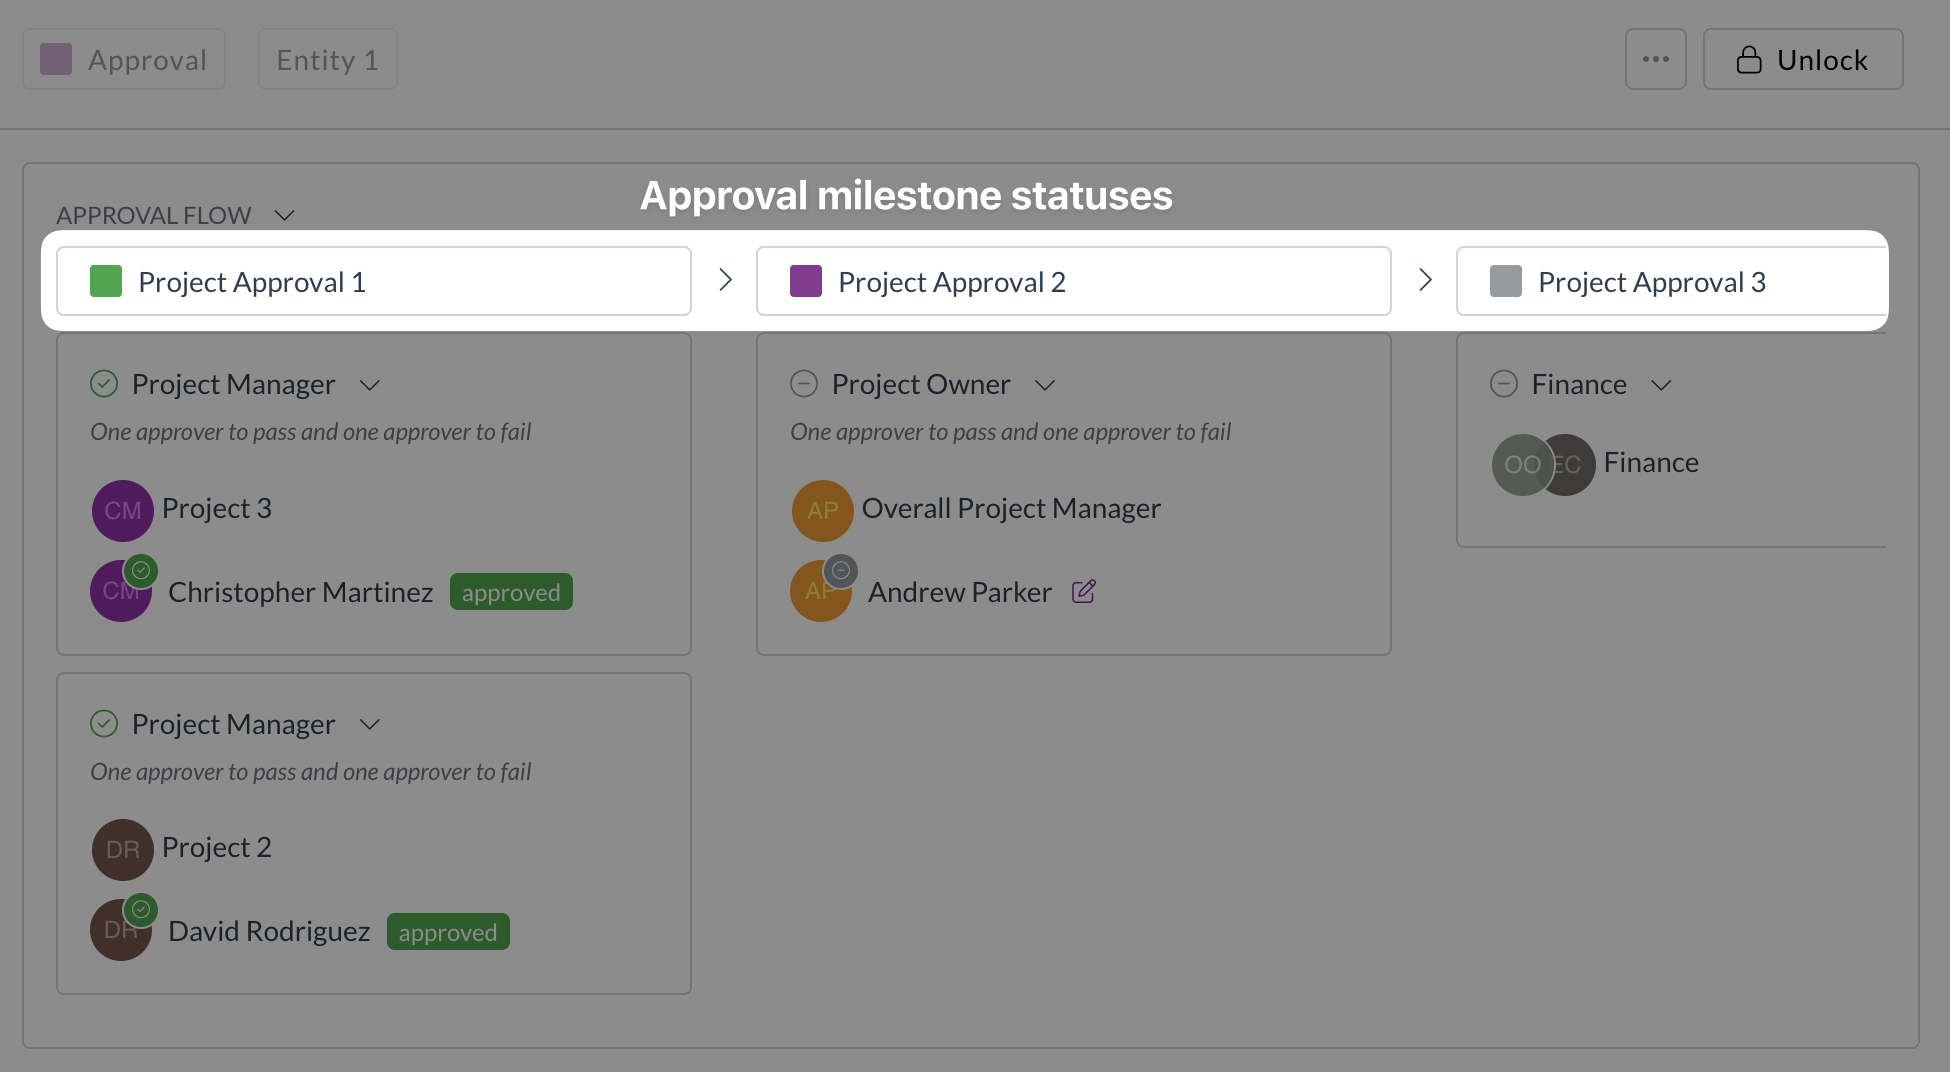 Approval
Entity 1
Unlock
Approval milestone statuses
APPROVAL FLOW
Project Approval 1
Project Approval 2
Project Approval 3
Project Manager
One approver to pass and one approver to fail
CM Project 3
CM Christopher Martinez approved
Project Manager
One approver to pass and one approver to fail
DR Project 2
DR David Rodriguez approved
Project Owner
One approver to pass and one approver to fail
AP Overall Project Manager
AP Andrew Parker
Finance
OO EC Finance